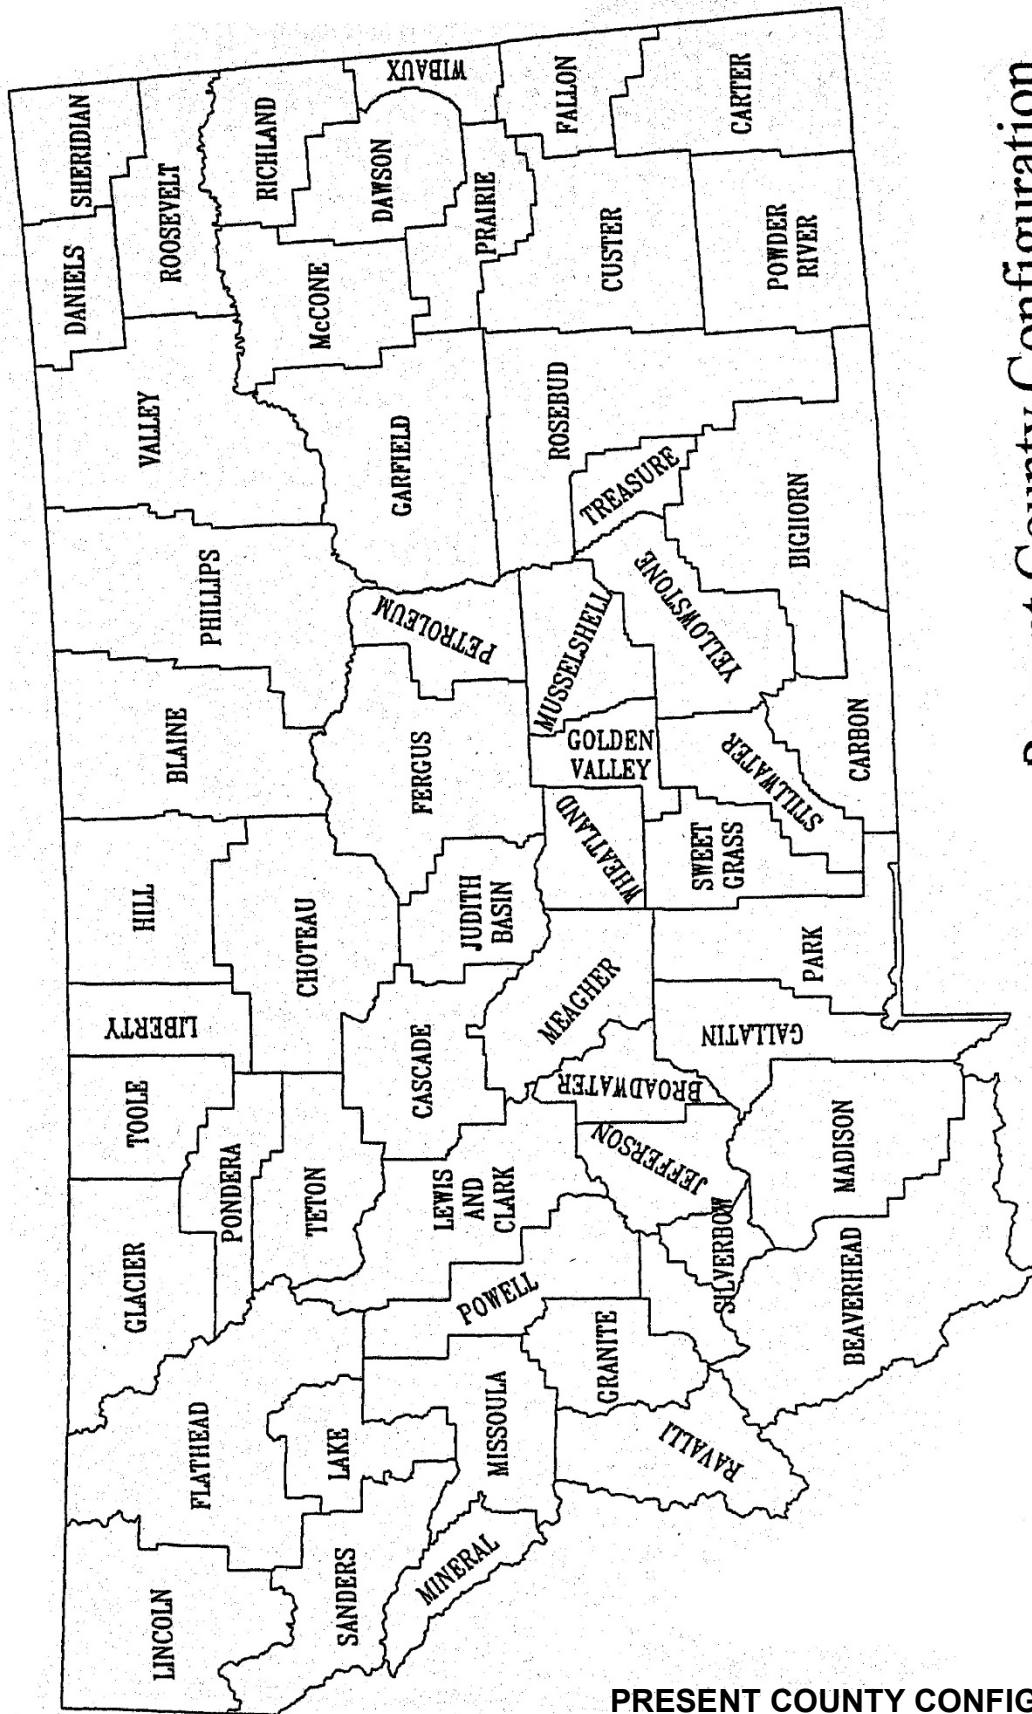 LINCOLN
FLATHEAD
GLACIER
TOOLE
LIBERTY
HILL
BLAINE
PHILLIPS
VALLEY
DANIELS
SHERIDIAN
ROOSEVELT
PONDERA
CHOTEAU
RICHLAND
McCONE
SANDERS
LAKE
TETON
CASCADE
FERGUS
PETROLEUM
GARFIELD
DAWSON
WIBAUX
PRAIRIE
MINERAL
MISSOULA
POWELL
LEWIS
AND
CLARK
JUDITH
BASIN
MEAGHER
WHEATLAND
GOLDEN
VALLEY
MUSSELSHELL
ROSEBUD
TREASURE
CUSTER
FALLON
GRANITE
JEFFERSON
BROADWATER
RAVALLI
SILVERBOW
GALLATIN
SWEET
GRASS
STILLWATER
YELLOWSTONE
BIGHORN
POWDER
RIVER
CARTER
BEAVERHEAD
MADISON
PARK
CARBON
County Configuration
PRESENT COUNTY CONFIG